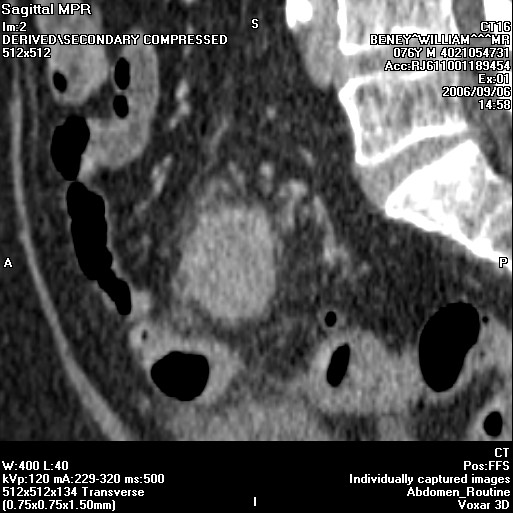 Sagittal MPR
Im:2
DERIVED\SECONDARY COMPRESSED
512x512
S
CT16
BENEY^WILLIAM^^^MR
076Y M 4021054731
Acc:RJ611001189454
Ex:01
2006/09/06
14:58
A
P
W:400 L:40
kVp:120 mA:229-320 ms:500
512x512x134 Transverse
(0.75x0.75x1.50mm)
I
CT
Pos:FFS
Individually captured images
Abdomen_Routine
Voxar 3D